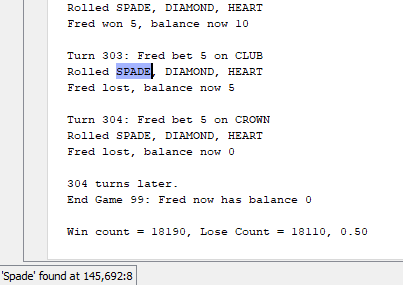 Rolled SPADE, DIAMOND, HEART
Fred won 5, balance now 10
Turn 303: Fred bet 5 on CLUB
Rolled SPADE, DIAMOND, HEART
Fred lost, balance now 5
Turn 304: Fred bet 5 on CROWN
Rolled SPADE, DIAMOND, HEART
Fred lost, balance now 0
304 turns later.
End Game 99: Fred now has balance 0
Win count = 18190, Lose Count = 18110, 0.50
'Spade' found at 145,692:8